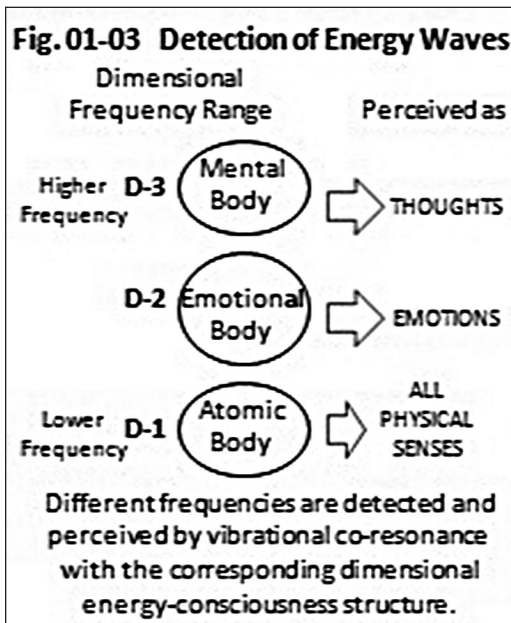 Fig. 01-03 Detection of Energy Waves
Dimensional
Frequency Range
Perceived as
Higher
Frequency
D-3
Mental
Body
THOUGHTS
D-2
Emotional
Body
EMOTIONS
Lower
Frequency
D-1
Atomic
Body
ALL
PHYSICAL
SENSES
Different frequencies are detected and
perceived by vibrational co-resonance
with the corresponding dimensional
energy-consciousness structure.